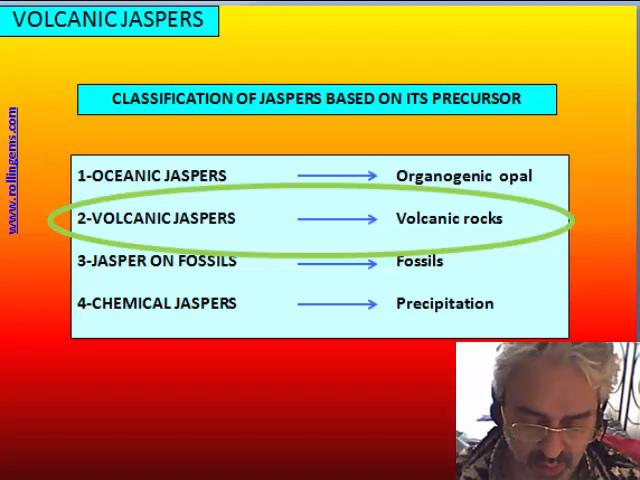 VOLCANIC JASPERS
CLASSIFICATION OF JASPERS BASED ON ITS PRECURSOR
www.rollingems.com
1-OCEANIC JASPERS Organogenic opal
2-VOLCANIC JASPERS Volcanic rocks
3-JASPER ON FOSSILS Fossils
4-CHEMICAL JASPERS Precipitation